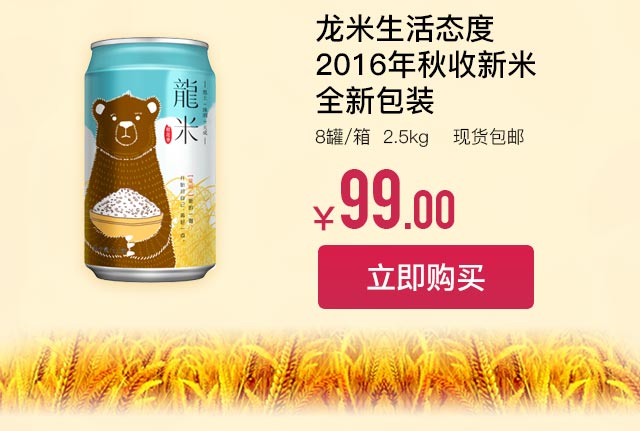 龙米生活态度
2016年秋收新米
全新包装
8罐/箱 2.5kg 现货包邮
¥99.00
立即购买
龍米